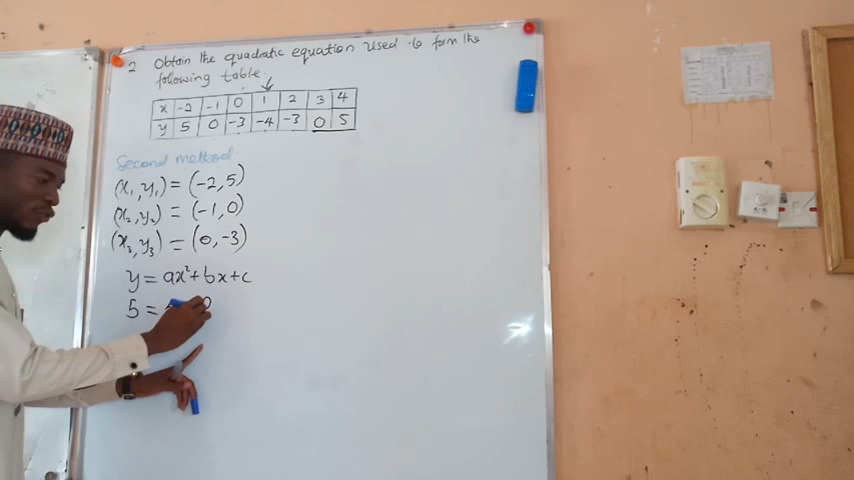 2 Obtain the quadratic equation used to form the
following table.
x -2 -1 0 1 2 3 4
y 5 0 -3 -4 -3 0 5
Second method
(x₁, y₁) = (-2, 5)
(x₂, y₂) = (-1, 0)
(x₃, y₃) = (0, -3)
y = ax² + bx + c
5 =